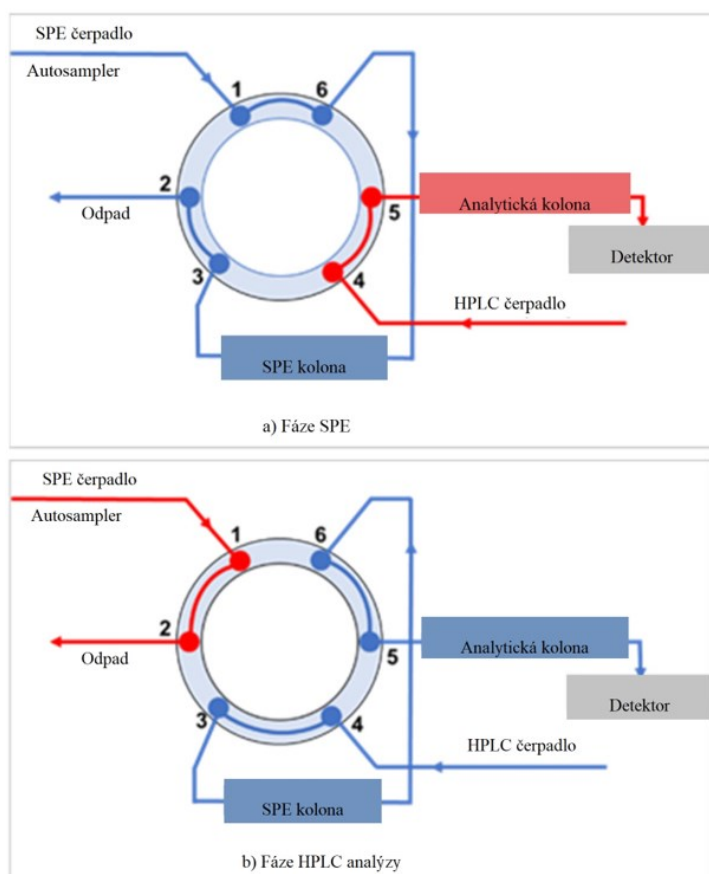 SPE čerpadlo
Autosampler
1
6
2
Odpad
5
Analytická kolona
Detektor
3
4
HPLC čerpadlo
SPE kolona
a) Fáze SPE
SPE čerpadlo
Autosampler
1
6
2
Odpad
5
Analytická kolona
Detektor
3
4
HPLC čerpadlo
SPE kolona
b) Fáze HPLC analýzy